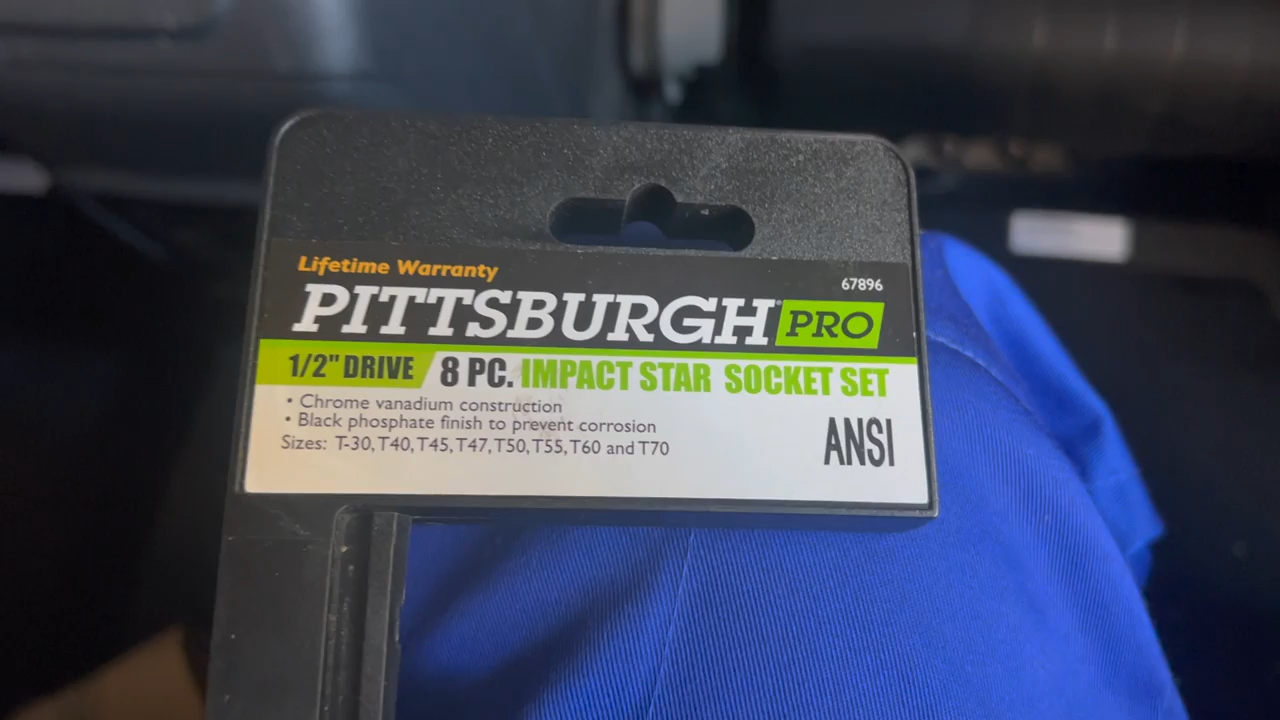 Lifetime Warranty
67896
PITTSBURGH® PRO
1/2" DRIVE 8 PC. IMPACT STAR SOCKET SET
• Chrome vanadium construction
• Black phosphate finish to prevent corrosion
Sizes: T-30, T40, T45, T47, T50, T55, T60 and T70
ANSI